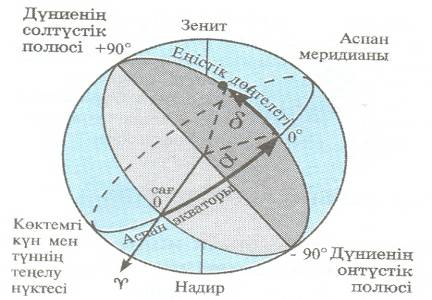 Дүниенің
солтүстік
полюсі +90°
Зенит
Аспан
меридианы
Еңістік дөңгелегі
δ
0°
α
сағ
0
Аспан экваторы
Көктемгі
күн мен
түннің
теңелу
нүктесі
♈
Надир
- 90° Дүниенің
онтүстік
полюсі